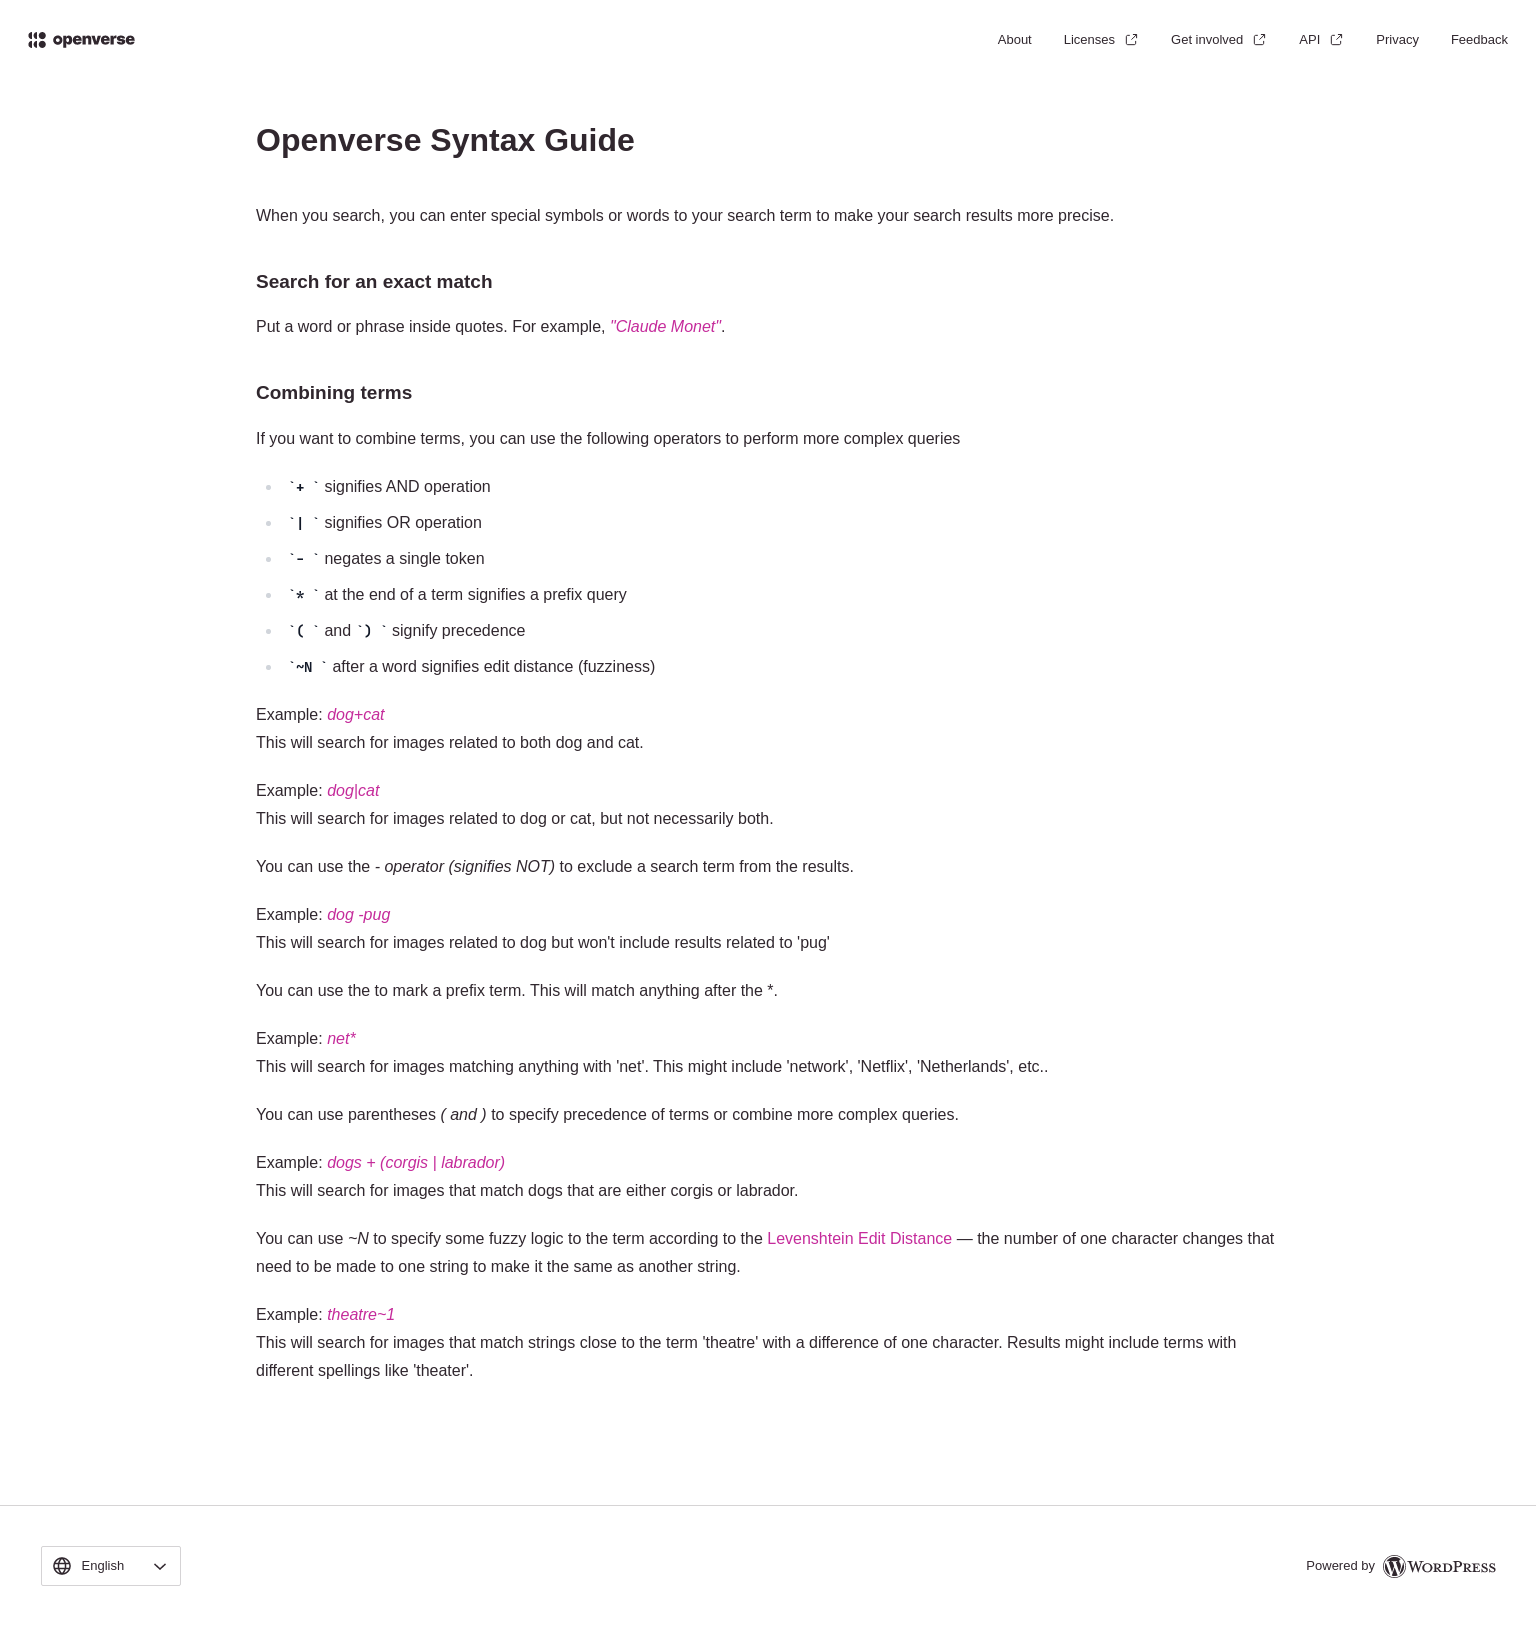 openverse
About Licenses Get involved API Privacy Feedback
Openverse Syntax Guide
When you search, you can enter special symbols or words to your search term to make your search results more precise.
Search for an exact match
Put a word or phrase inside quotes. For example, "Claude Monet".
Combining terms
If you want to combine terms, you can use the following operators to perform more complex queries
`+ ` signifies AND operation
`| ` signifies OR operation
`- ` negates a single token
`* ` at the end of a term signifies a prefix query
`( ` and `) ` signify precedence
`~N ` after a word signifies edit distance (fuzziness)
Example: dog+cat
This will search for images related to both dog and cat.
Example: dog|cat
This will search for images related to dog or cat, but not necessarily both.
You can use the - operator (signifies NOT) to exclude a search term from the results.
Example: dog -pug
This will search for images related to dog but won't include results related to 'pug'
You can use the to mark a prefix term. This will match anything after the *.
Example: net*
This will search for images matching anything with 'net'. This might include 'network', 'Netflix', 'Netherlands', etc..
You can use parentheses ( and ) to specify precedence of terms or combine more complex queries.
Example: dogs + (corgis | labrador)
This will search for images that match dogs that are either corgis or labrador.
You can use ~N to specify some fuzzy logic to the term according to the Levenshtein Edit Distance — the number of one character changes that
need to be made to one string to make it the same as another string.
Example: theatre~1
This will search for images that match strings close to the term 'theatre' with a difference of one character. Results might include terms with
different spellings like 'theater'.
English
Powered by WORDPRESS